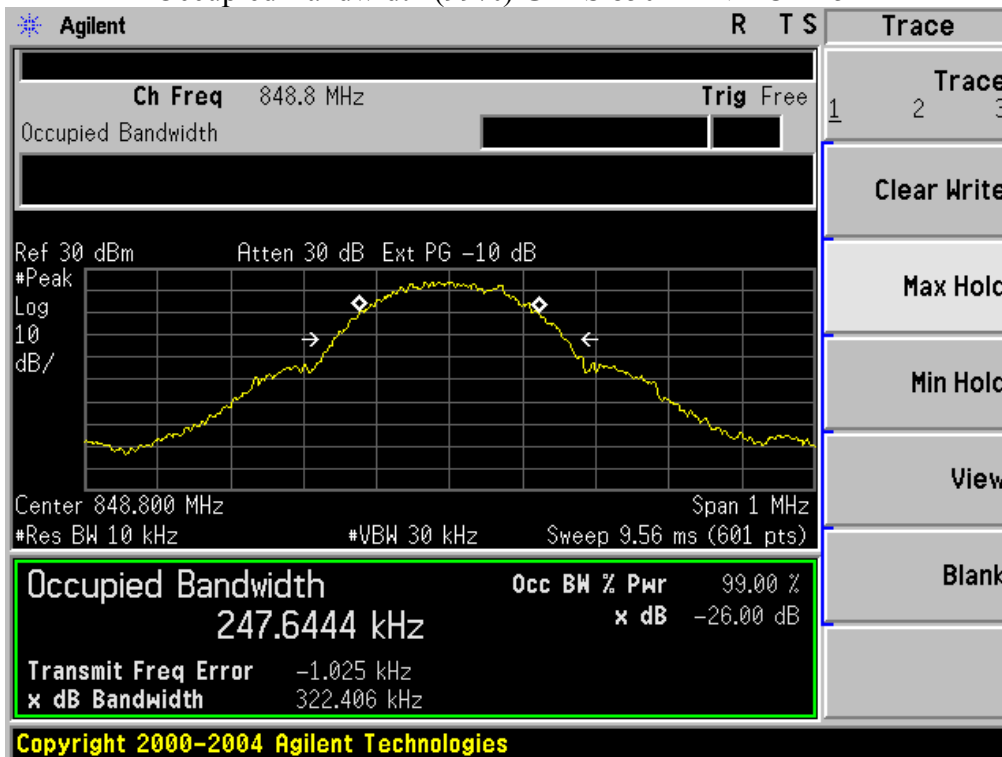 Agilent R T S Trace
Ch Freq 848.8 MHz Trig Free
Occupied Bandwidth
Trace
1 2 3
Clear Write
Max Hold
Min Hold
View
Blank
Ref 30 dBm Atten 30 dB Ext PG -10 dB
#Peak
Log
10
dB/
Center 848.800 MHz Span 1 MHz
#Res BW 10 kHz #VBW 30 kHz Sweep 9.56 ms (601 pts)
Occupied Bandwidth Occ BW % Pwr 99.00 %
247.6444 kHz x dB -26.00 dB
Transmit Freq Error -1.025 kHz
x dB Bandwidth 322.406 kHz
Copyright 2000-2004 Agilent Technologies